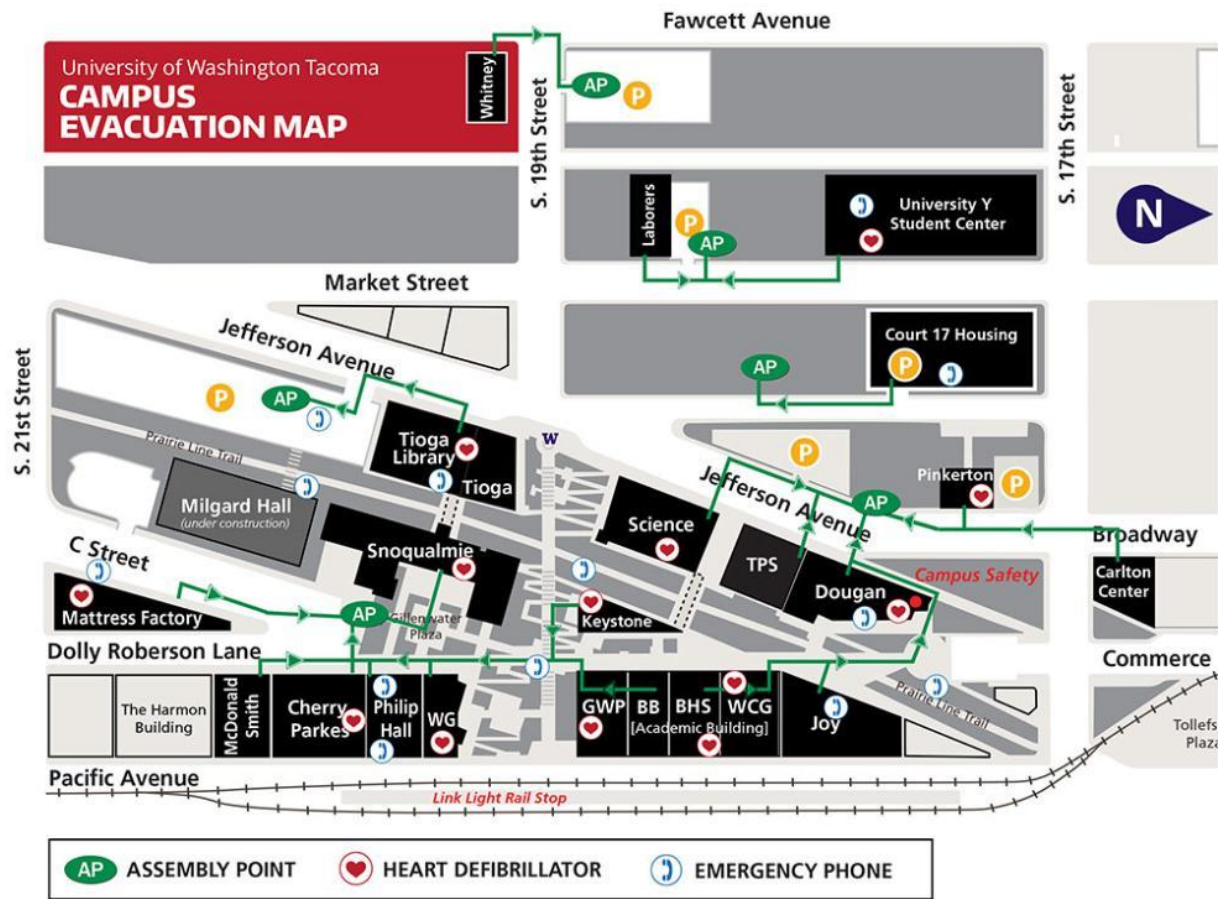 Fawcett Avenue
University of Washington Tacoma
CAMPUS
EVACUATION MAP
Whitney
S. 19th Street
AP
P
S. 17th Street
Laborers
P
AP
University Y
Student Center
N
Market Street
Jefferson Avenue
S. 21st Street
AP
P
Court 17 Housing
P
AP
Prairie Line Trail
Tioga
Library
Tioga
W
Milgard Hall
(under construction)
P
Jefferson Avenue
Pinkerton
P
AP
Science
TPS
Dougan
Campus Safety
Broadway
Carlton
Center
C Street
Snoqualmie
Mattress Factory
AP
Gillenwater
Plaza
Keystone
Dolly Roberson Lane
Commerce
The Harmon
Building
McDonald
Smith
Cherry
Parkes
Philip
Hall
WG
GWP
BB
BHS
WCG
[Academic Building]
Joy
Prairie Line Trail
Tollefs
Plaza
Pacific Avenue
Link Light Rail Stop
AP ASSEMBLY POINT
HEART DEFIBRILLATOR
EMERGENCY PHONE